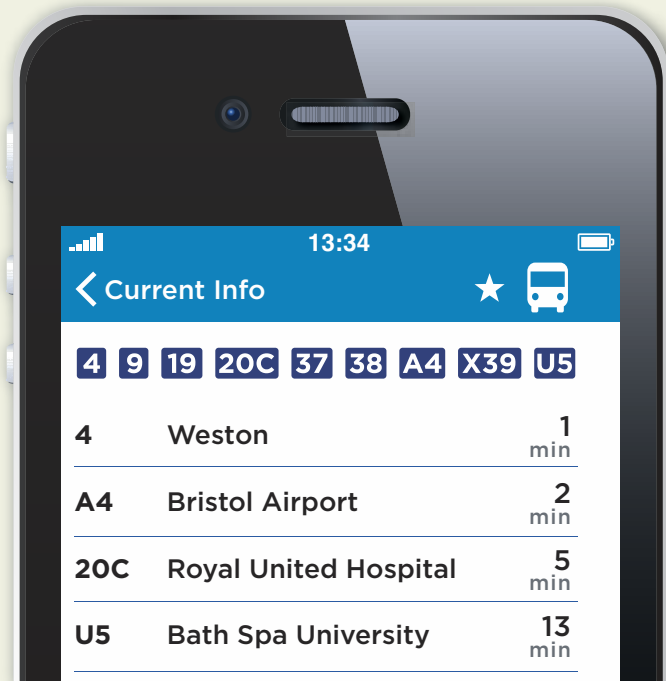 13:34
Current Info
4 9 19 20C 37 38 A4 X39 U5
4 Weston 1 min
A4 Bristol Airport 2 min
20C Royal United Hospital 5 min
U5 Bath Spa University 13 min